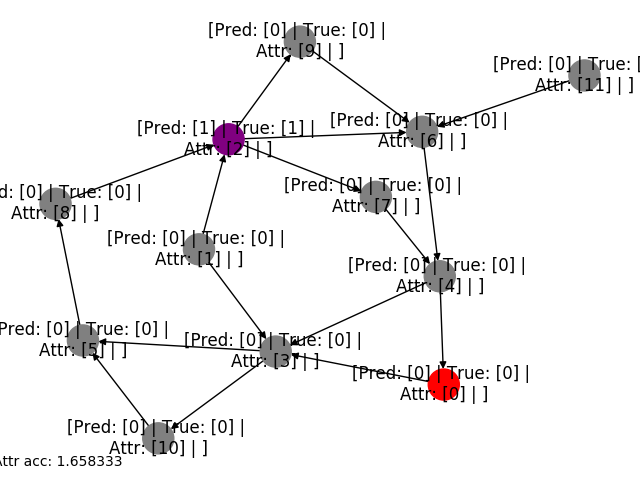 [Pred: [0] | True: [0] |
Attr: [9] | ]
[Pred: [0] | True: [
Attr: [11] | ]
[Pred: [1] | True: [1] |
Attr: [2] | ]
[Pred: [0] | True: [0] |
Attr: [6] | ]
d: [0] | True: [0] |
Attr: [8] | ]
[Pred: [0] | True: [0] |
Attr: [7] | ]
[Pred: [0] | True: [0] |
Attr: [1] | ]
[Pred: [0] | True: [0] |
Attr: [4] | ]
Pred: [0] | True: [0] |
Attr: [5] | ]
[Pred: [0] | True: [0] |
Attr: [3] | ]
[Pred: [0] | True: [0] |
Attr: [0] | ]
[Pred: [0] | True: [0] |
Attr: [10] | ]
Attr acc: 1.658333